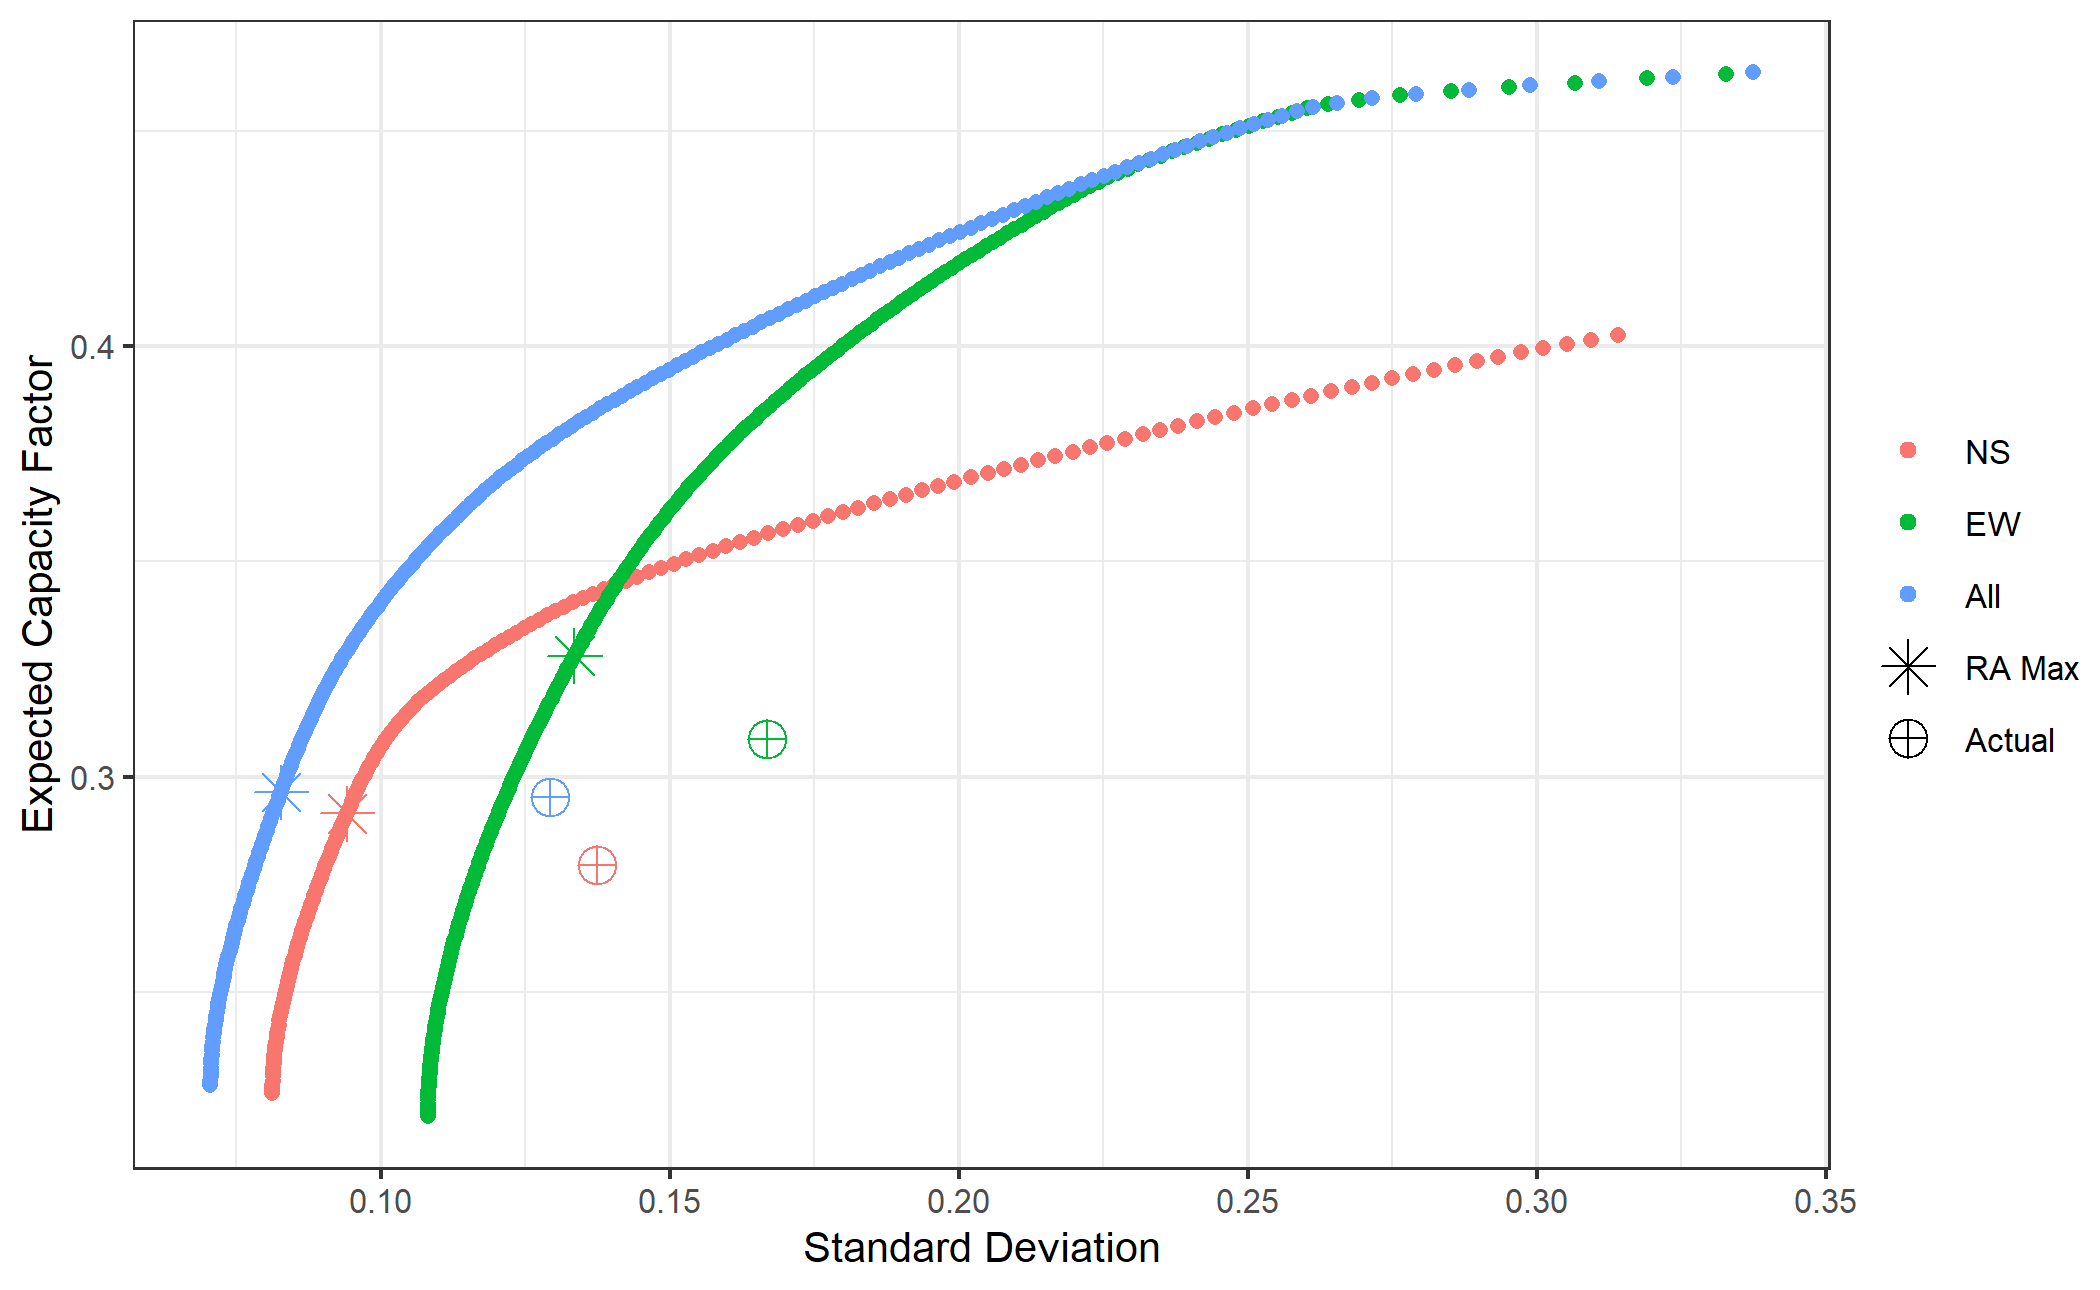 Expected Capacity Factor
0.4
0.3
0.10 0.15 0.20 0.25 0.30 0.35
Standard Deviation
NS
EW
All
RA Max
Actual